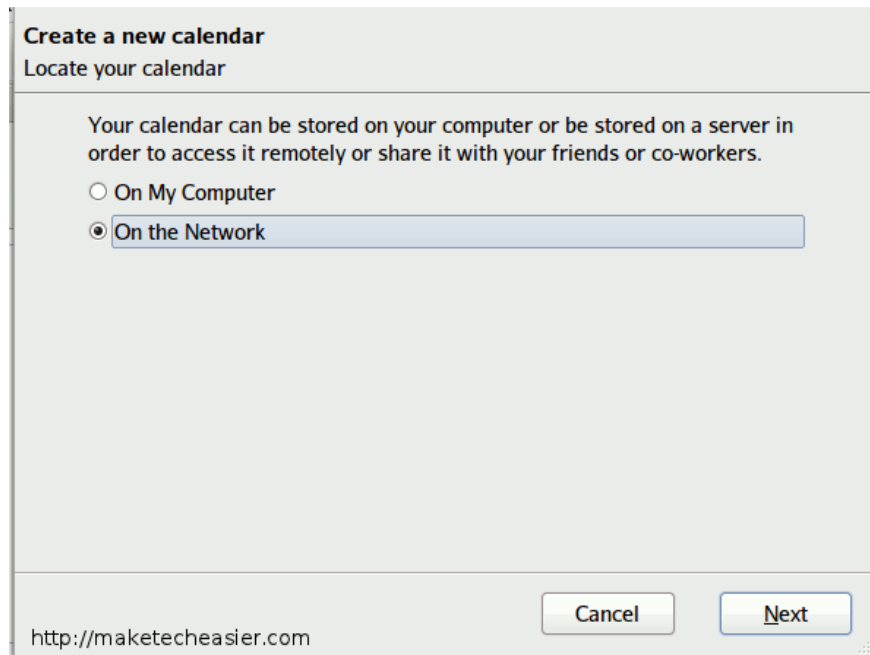 Create a new calendar
Locate your calendar
Your calendar can be stored on your computer or be stored on a server in
order to access it remotely or share it with your friends or co-workers.
On My Computer
On the Network
Cancel
Next
http://maketecheasier.com